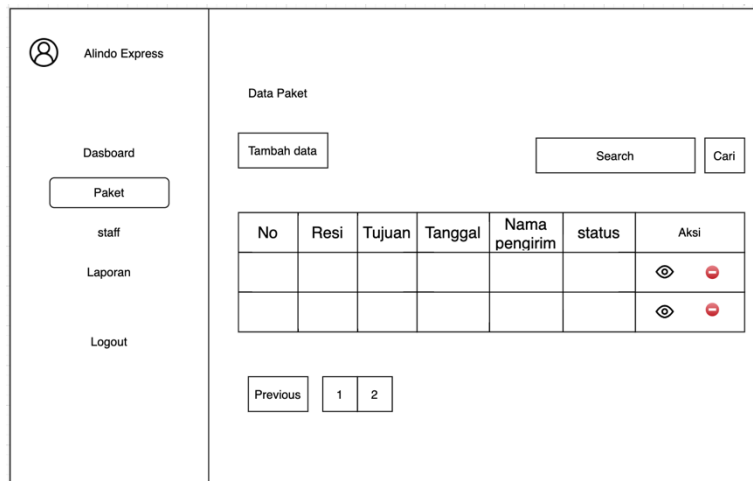 Alindo Express
Dasboard
Paket
staff
Laporan
Logout
Data Paket
Tambah data
Search
Cari
No Resi Tujuan Tanggal Nama pengirim status Aksi
Previous 1 2